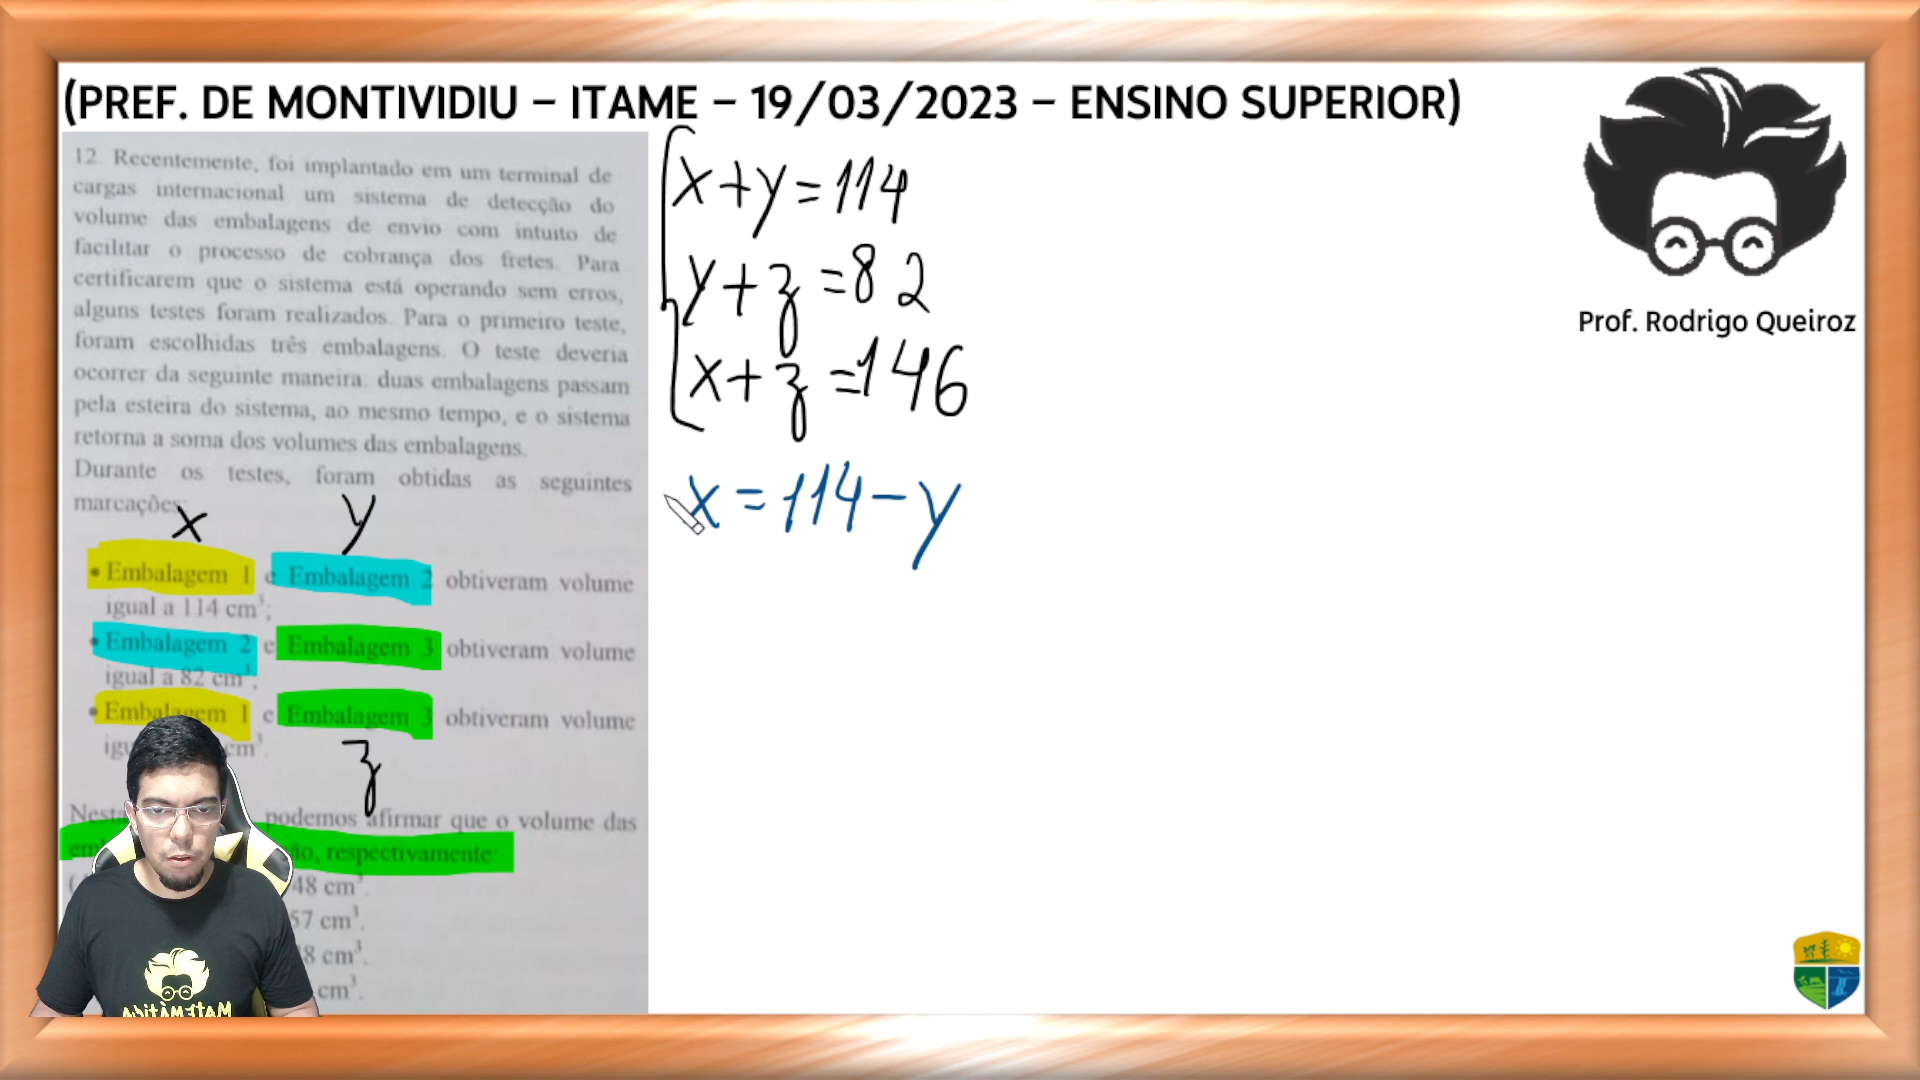 (PREF. DE MONTIVIDIU – ITAME – 19/03/2023 – ENSINO SUPERIOR)
12. Recentemente, foi implantado em um terminal de
cargas internacional um sistema de detecção do
volume das embalagens de envio com intuito de
facilitar o processo de cobrança dos fretes. Para
certificarem que o sistema está operando sem erros,
alguns testes foram realizados. Para o primeiro teste,
foram escolhidas três embalagens. O teste deveria
ocorrer da seguinte maneira: duas embalagens passam
pela esteira do sistema, ao mesmo tempo, e o sistema
retorna a soma dos volumes das embalagens.
Durante os testes, foram obtidas as seguintes
marcações:
x y
• Embalagem 1 e Embalagem 2 obtiveram volume
igual a 114 cm³;
• Embalagem 2 e Embalagem 3 obtiveram volume
igual a 82 cm³;
• Embalagem 1 e Embalagem 3 obtiveram volume
cm³.
z
podemos afirmar que o volume das
respectivamente:
48 cm³.
57 cm³.
8 cm³.
cm³.
x+y=114
y+z=82
x+z=146
x=114-y
Prof. Rodrigo Queiroz
MATEMÁTICA